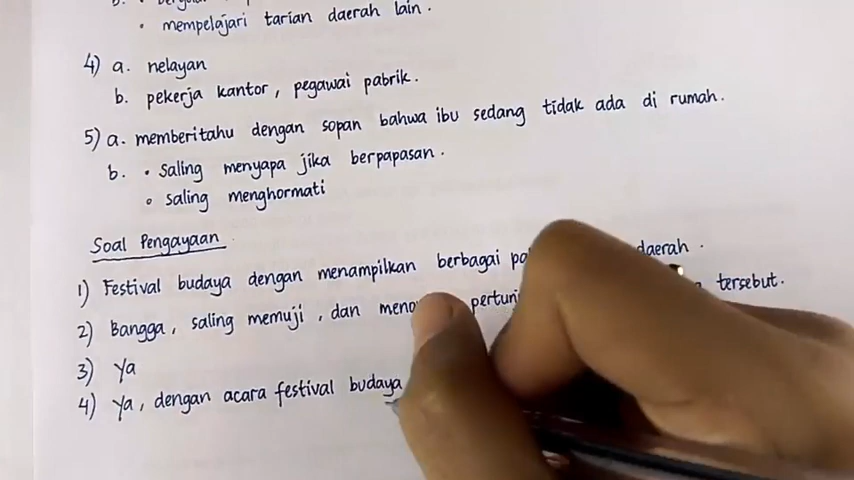 b.
• mempelajari tarian daerah lain.
4) a. nelayan
b. pekerja kantor, pegawai pabrik.
5) a. memberitahu dengan sopan bahwa ibu sedang tidak ada di rumah.
b. • Saling menyapa jika berpapasan.
• saling menghormati
Soal Pengayaan
1) Festival budaya dengan menampilkan berbagai daerah.
2) Bangga, saling memuji, dan tersebut.
3) Ya
4) Ya, dengan acara festival budaya